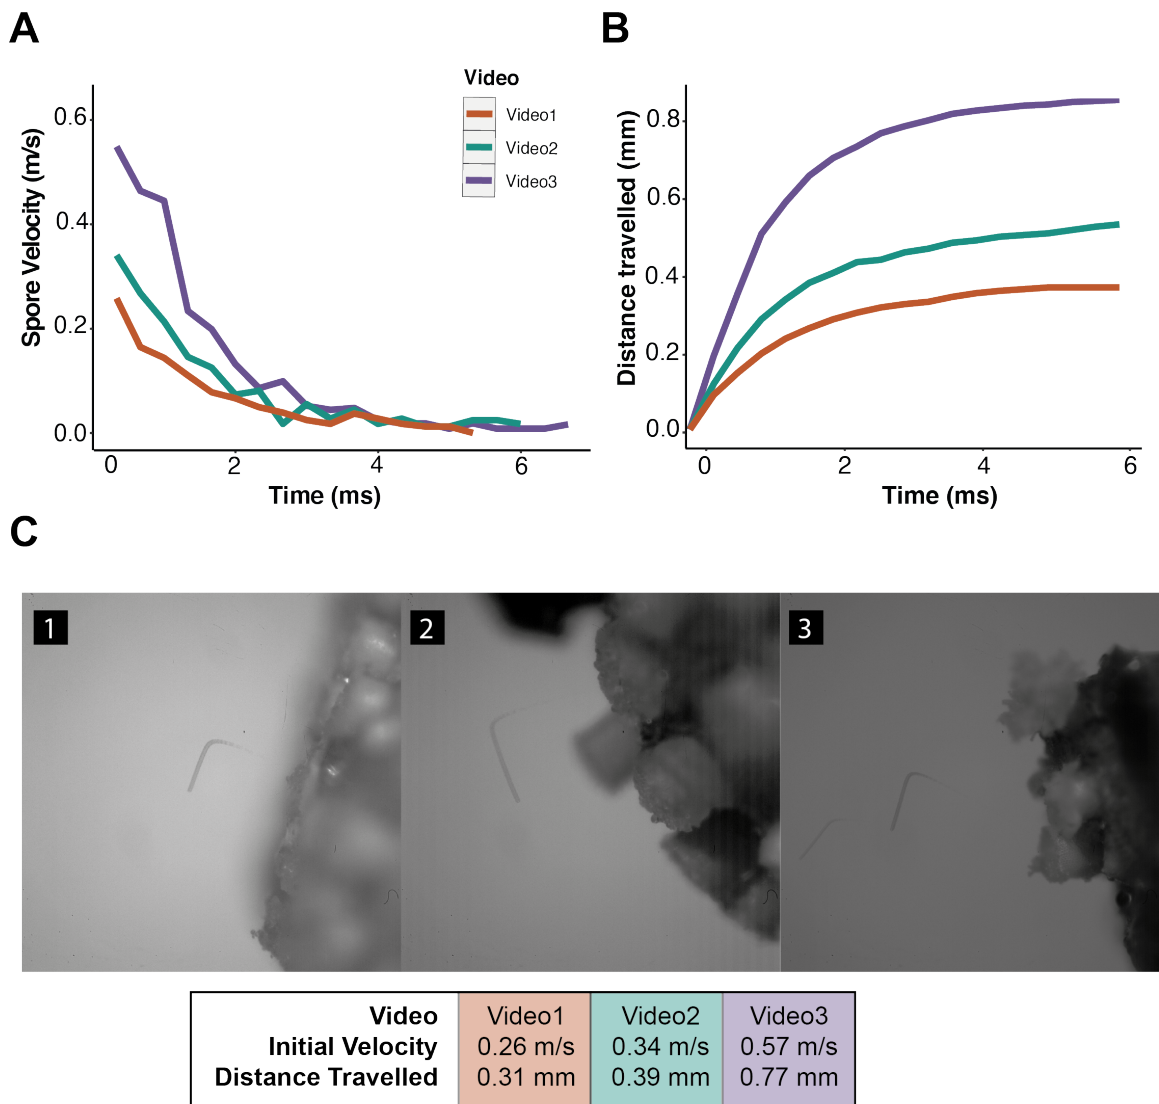 A
B
Video
Video1
Video2
Video3
Spore Velocity (m/s)
0.6
0.4
0.2
0.0
0
2
4
6
Time (ms)
Distance travelled (mm)
0.8
0.6
0.4
0.2
0.0
0
2
4
6
Time (ms)
C
1
2
3
Video Video1 Video2 Video3
Initial Velocity 0.26 m/s 0.34 m/s 0.57 m/s
Distance Travelled 0.31 mm 0.39 mm 0.77 mm